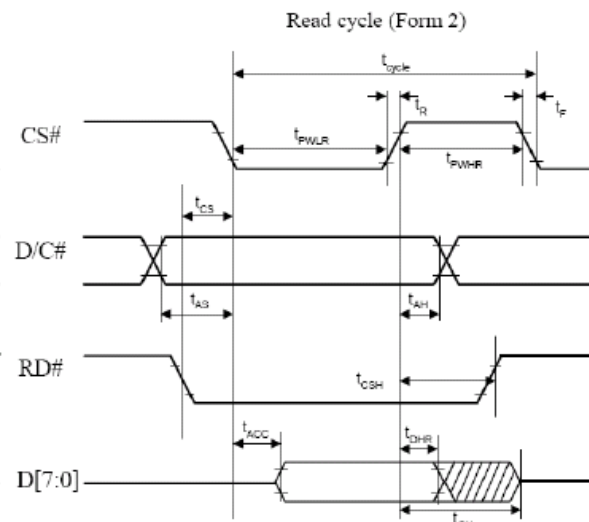 Read cycle (Form 2)
tcycle
tR
tF
CS#
tPWLR
tPWHR
tCS
D/C#
tAS
tAH
RD#
tCSH
tACC
tDHR
D[7:0]